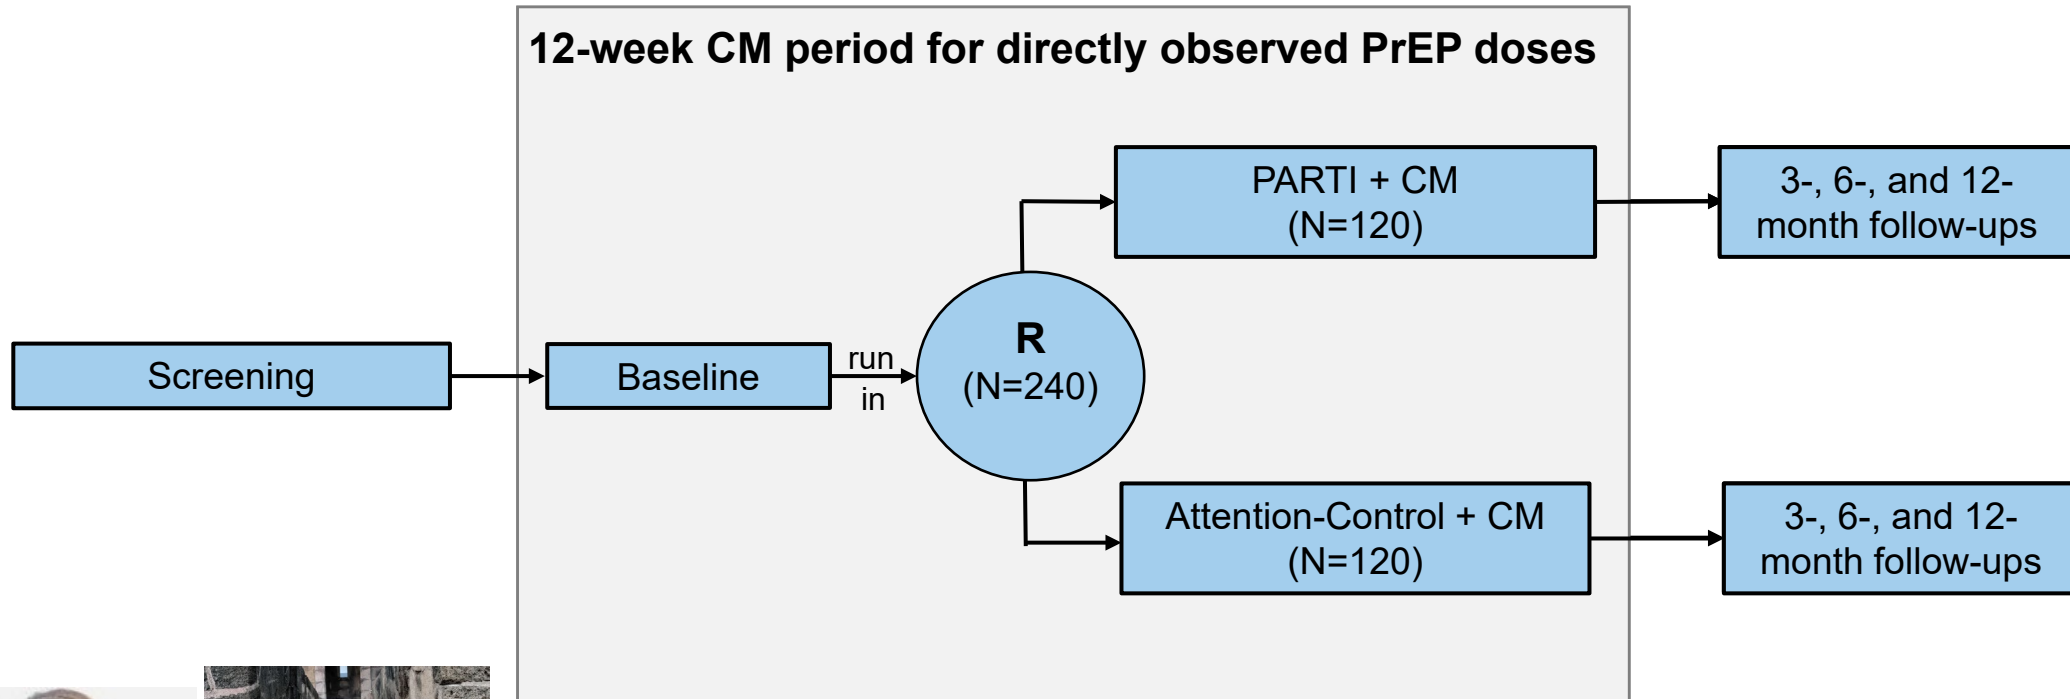 12-week CM period for directly observed PrEP doses
PARTI + CM
(N=120)
3-, 6-, and 12-
month follow-ups
Screening
Baseline
run
in
R
(N=240)
Attention-Control + CM
(N=120)
3-, 6-, and 12-
month follow-ups